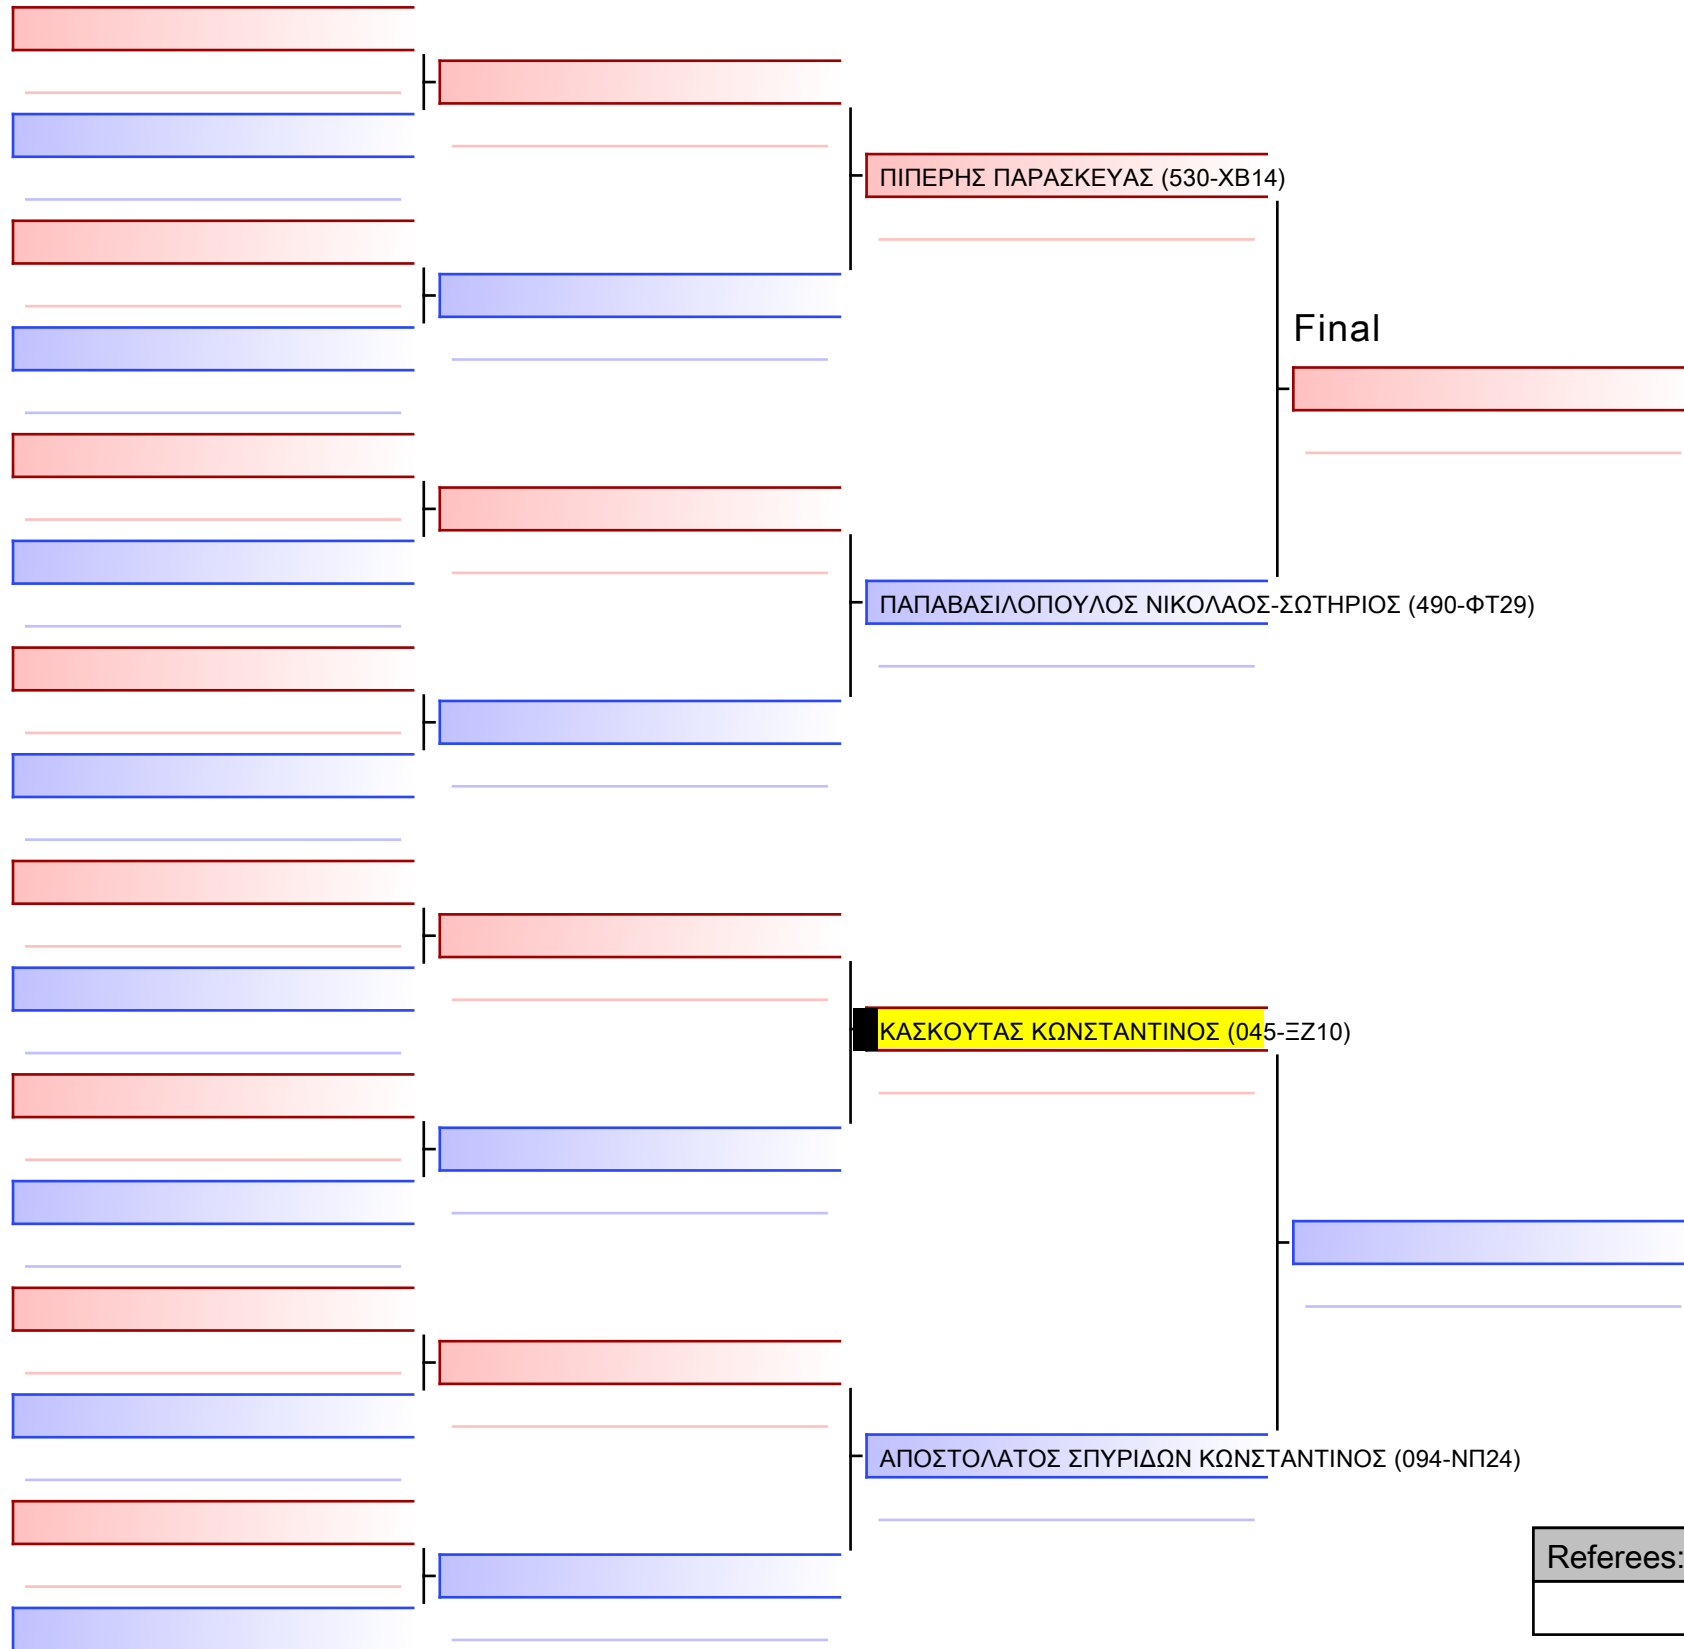 ΠΙΠΕΡΗΣ ΠΑΡΑΣΚΕΥΑΣ (530-ΧΒ14)
Final
ΠΑΠΑΒΑΣΙΛΟΠΟΥΛΟΣ ΝΙΚΟΛΑΟΣ-ΣΩΤΗΡΙΟΣ (490-ΦΤ29)
ΚΑΣΚΟΥΤΑΣ ΚΩΝΣΤΑΝΤΙΝΟΣ (045-ΞΖ10)
ΑΠΟΣΤΟΛΑΤΟΣ ΣΠΥΡΙΔΩΝ ΚΩΝΣΤΑΝΤΙΝΟΣ (094-ΝΠ24)
Referees: